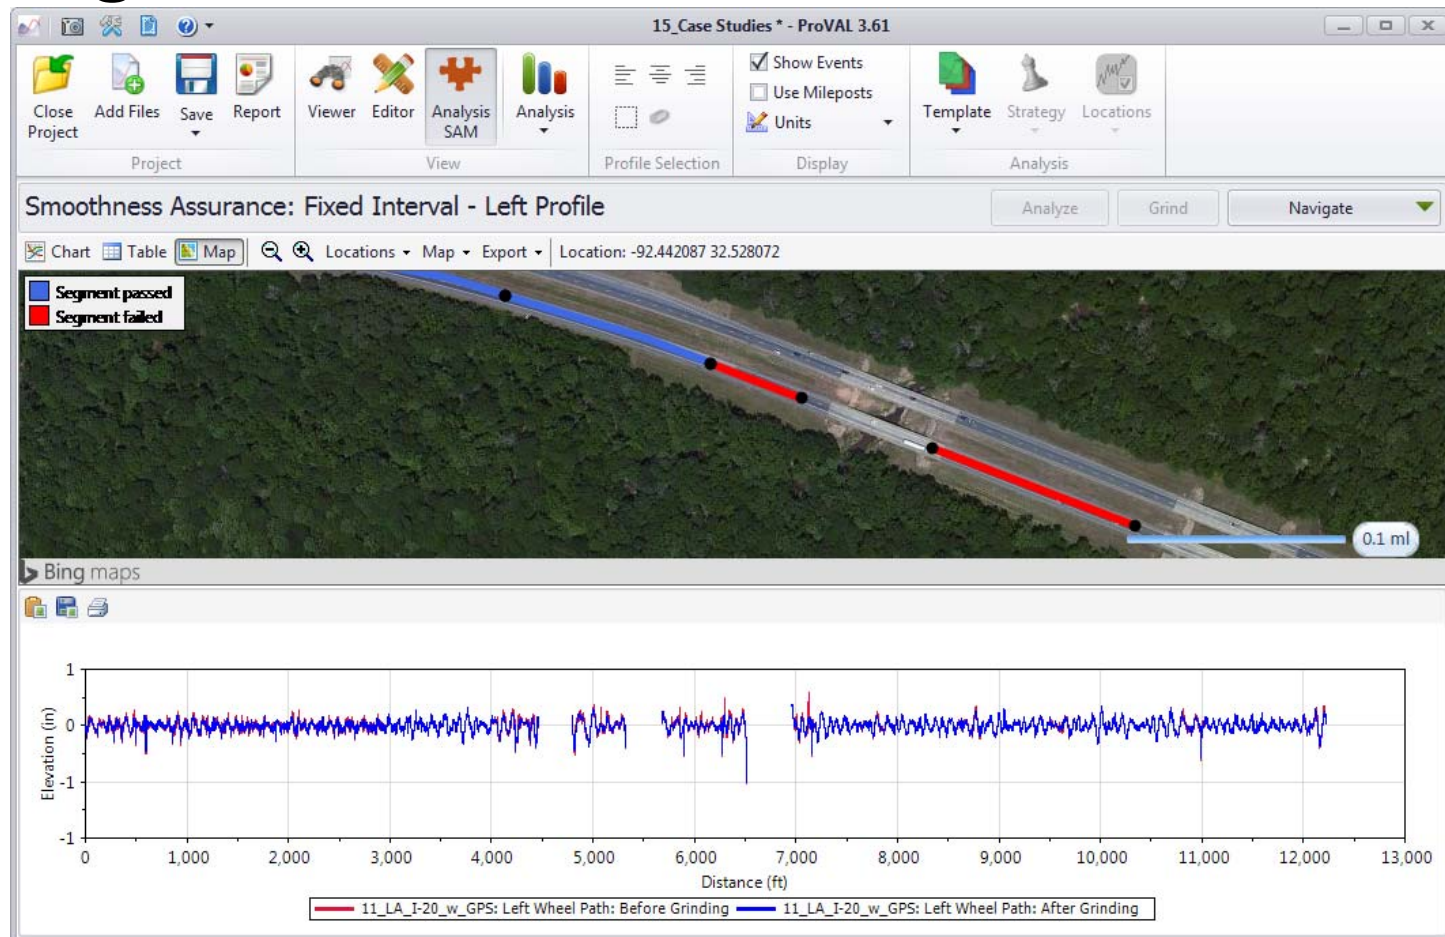 15_Case Studies * - ProVAL 3.61
Close Project
Add Files
Save
Report
Viewer
Editor
Analysis SAM
Analysis
Show Events
Use Mileposts
Units
Template
Strategy
Locations
Project
View
Profile Selection
Display
Analysis
Smoothness Assurance: Fixed Interval - Left Profile
Analyze
Grind
Navigate
Chart Table Map Locations Map Export Location: -92.442087 32.528072
Segment passed
Segment failed
0.1 ml
Bing maps
1
0
-1
-1
Elevation (in)
0 1,000 2,000 3,000 4,000 5,000 6,000 7,000 8,000 9,000 10,000 11,000 12,000 13,000
Distance (ft)
11_LA_I-20_w_GPS: Left Wheel Path: Before Grinding 11_LA_I-20_w_GPS: Left Wheel Path: After Grinding